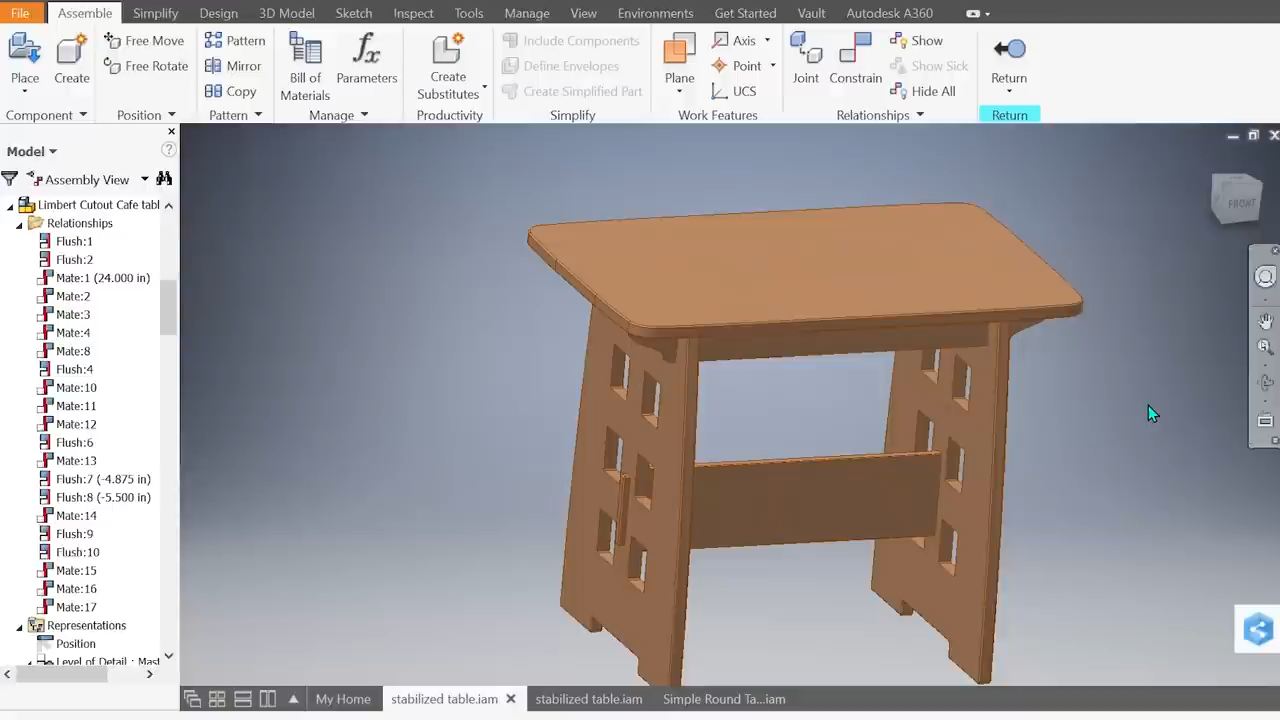 File Assemble Simplify Design 3D Model Sketch Inspect Tools Manage View Environments Get Started Vault Autodesk A360
Place
Create
Free Move
Free Rotate
Pattern
Mirror
Copy
Bill of
Materials
Parameters
Create
Substitutes
Include Components
Define Envelopes
Create Simplified Part
Plane
Axis
Point
UCS
Joint
Constrain
Show
Show Sick
Hide All
Return
Component Position Pattern Manage Productivity Simplify Work Features Relationships Return
Model
Assembly View
Limbert Cutout Cafe tabl
Relationships
Flush:1
Flush:2
Mate:1 (24.000 in)
Mate:2
Mate:3
Mate:4
Mate:8
Flush:4
Mate:10
Mate:11
Mate:12
Flush:6
Mate:13
Flush:7 (-4.875 in)
Flush:8 (-5.500 in)
Mate:14
Flush:9
Flush:10
Mate:15
Mate:16
Mate:17
Representations
Position
Level of Detail : Mast
FRONT
My Home stabilized table.iam stabilized table.iam Simple Round Ta...iam